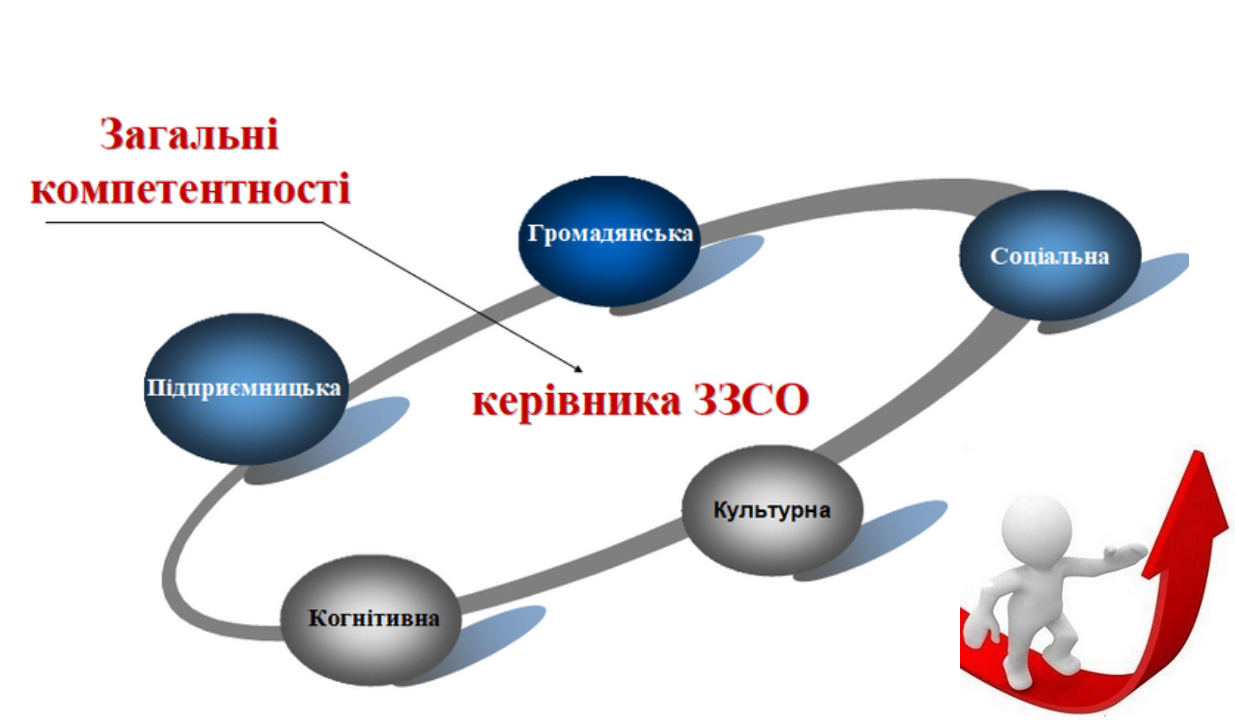 Загальні
компетентності
Громадянська
Соціальна
Підприємницька
керівника ЗЗСО
Культурна
Когнітивна